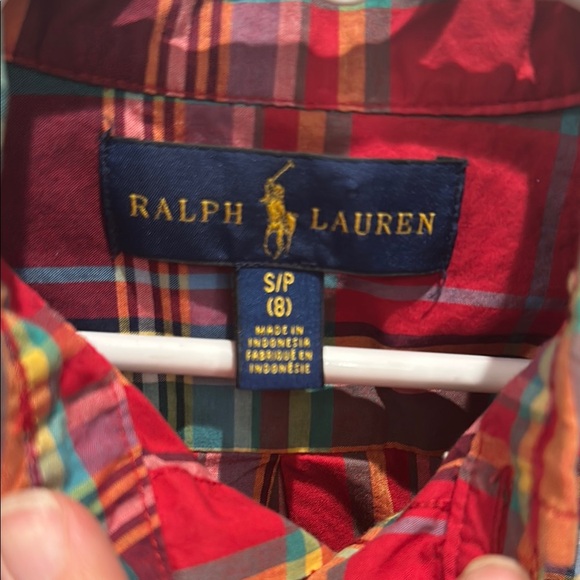 RALPH LAUREN
S/P
(8)
MADE IN
INDONESIA
FABRIQUÉ EN
INDONÉSIE